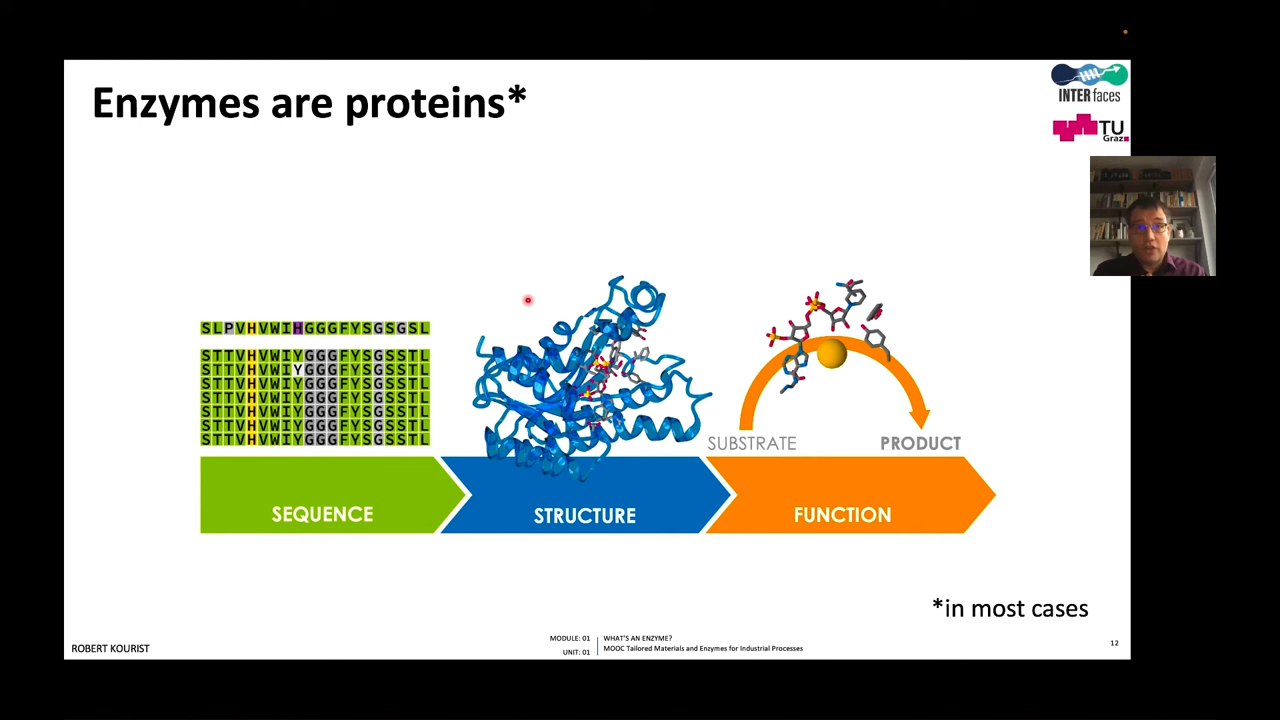 Enzymes are proteins*
INTERfaces
TU
Graz
SLPVHVWIHGGGFYSGSGSL
STTVHVWIYGGGFYSGSSTL
STTVHVWIYGGGFYSGSSTL
STTVHVWIYGGGFYSGSSTL
STTVHVWIYGGGFYSGSSTL
STTVHVWIYGGGFYSGSSTL
STTVHVWIYGGGFYSGSSTL
STTVHVWIYGGGFYSGSSTL
SUBSTRATE
PRODUCT
SEQUENCE
STRUCTURE
FUNCTION
*in most cases
ROBERT KOURIST
MODULE: 01
UNIT: 01
WHAT'S AN ENZYME?
MOOC Tailored Materials and Enzymes for Industrial Processes
12